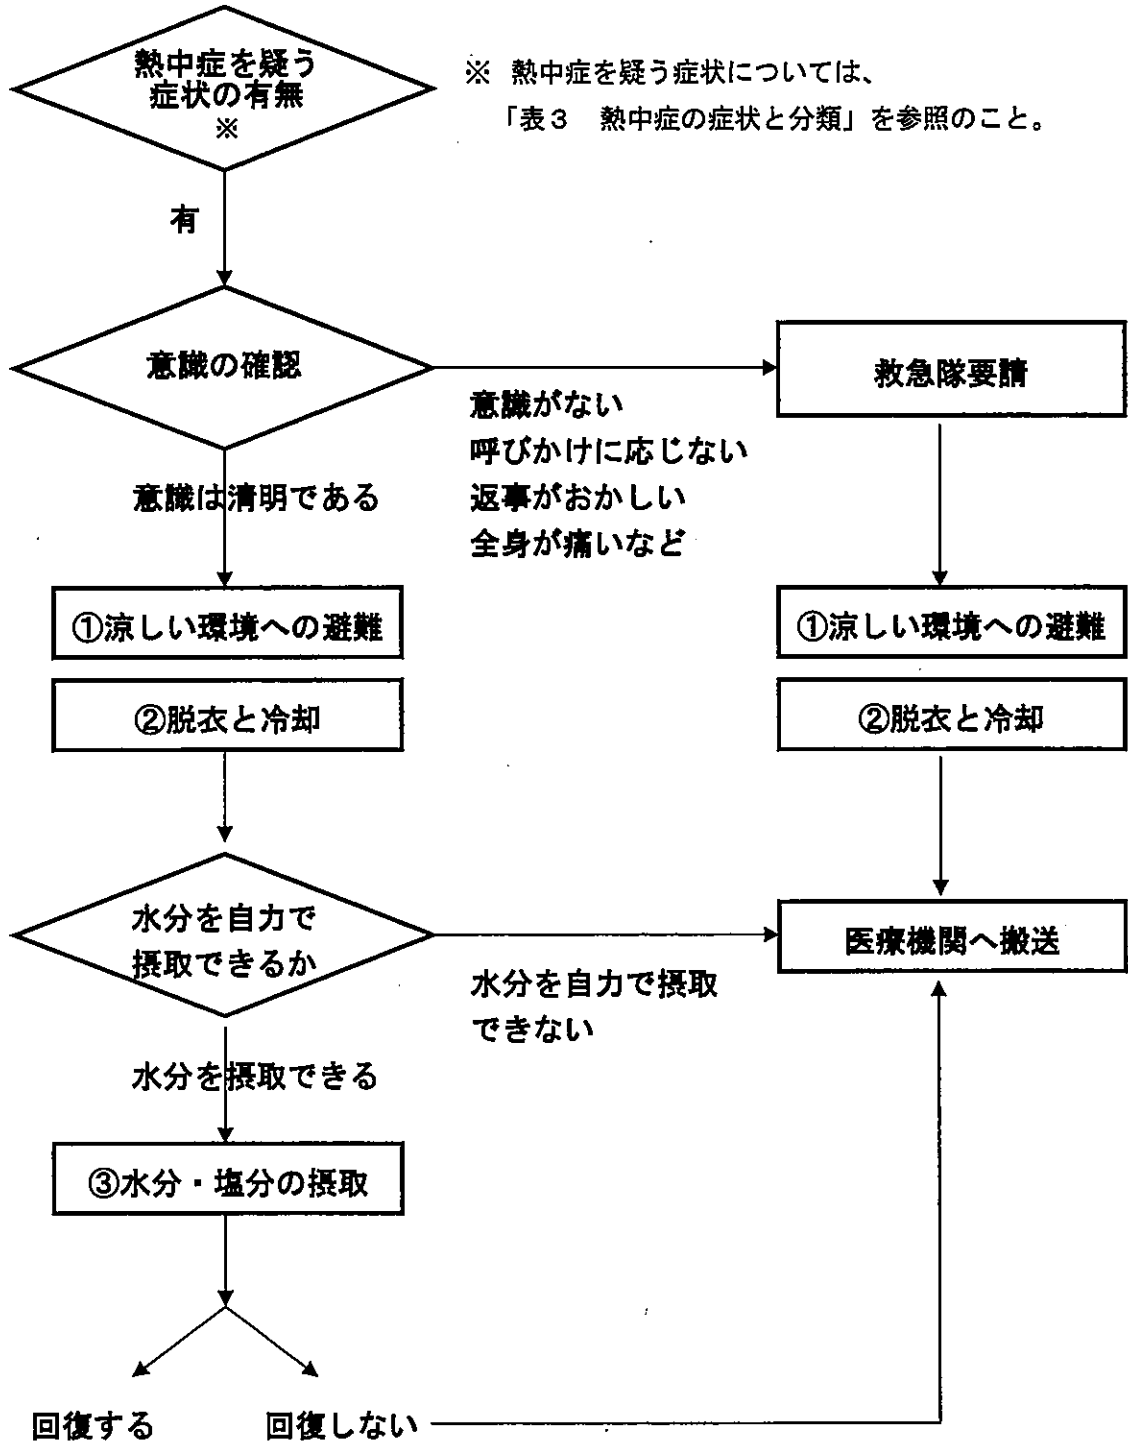 熱中症を疑う
症状の有無
※
※ 熱中症を疑う症状については、
「表3 熱中症の症状と分類」を参照のこと。
有
意識の確認
救急隊要請
意識がない
呼びかけに応じない
返事がおかしい
全身が痛いなど
意識は清明である
①涼しい環境への避難
①涼しい環境への避難
②脱衣と冷却
②脱衣と冷却
水分を自力で
摂取できるか
医療機関へ搬送
水分を自力で摂取
できない
水分を摂取できる
③水分・塩分の摂取
回復する
回復しない